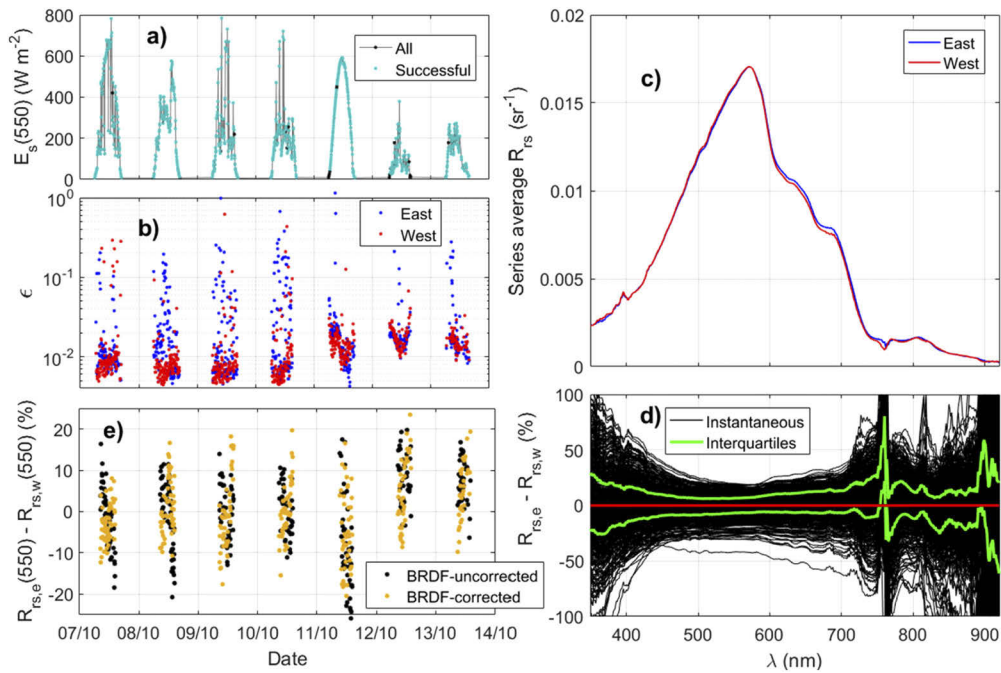 a)
All
Successful
E_s(550) (W m^-2)
800
600
400
200
0
b)
East
West
ϵ
10^0
10^-1
10^-2
e)
R_rs,e(550) - R_rs,w(550) (%)
20
10
0
-10
-20
BRDF-uncorrected
BRDF-corrected
07/10 08/10 09/10 10/10 11/10 12/10 13/10 14/10
Date
c)
East
West
Series average R_rs (sr^-1)
0.02
0.015
0.01
0.005
0
d)
Instantaneous
Interquartiles
R_rs,e - R_rs,w (%)
100
50
0
-50
-100
400 500 600 700 800 900
λ (nm)